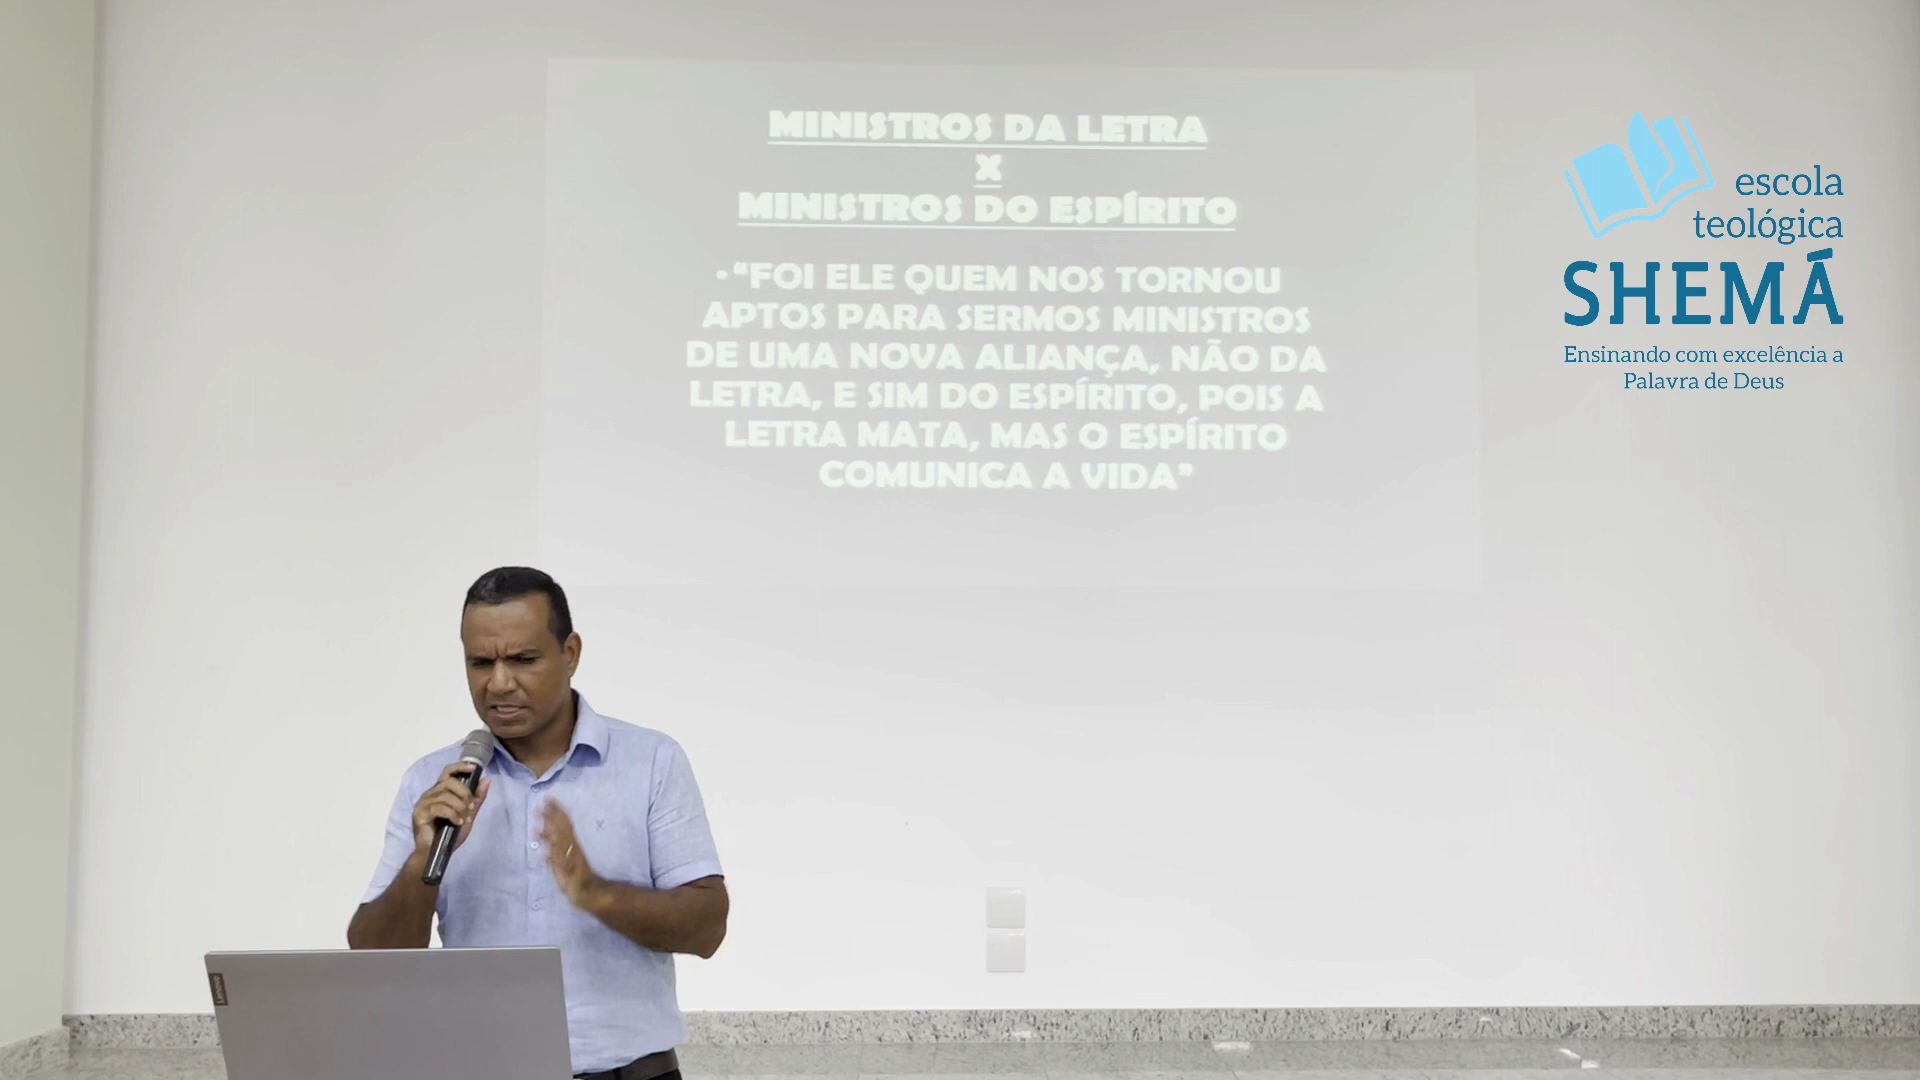 MINISTROS DA LETRA
X
MINISTROS DO ESPÍRITO
•“FOI ELE QUEM NOS TORNOU
APTOS PARA SERMOS MINISTROS
DE UMA NOVA ALIANÇA, NÃO DA
LETRA, E SIM DO ESPÍRITO, POIS A
LETRA MATA, MAS O ESPÍRITO
COMUNICA A VIDA”
escola
teológica
SHEMÁ
Ensinando com excelência a
Palavra de Deus
Lenovo